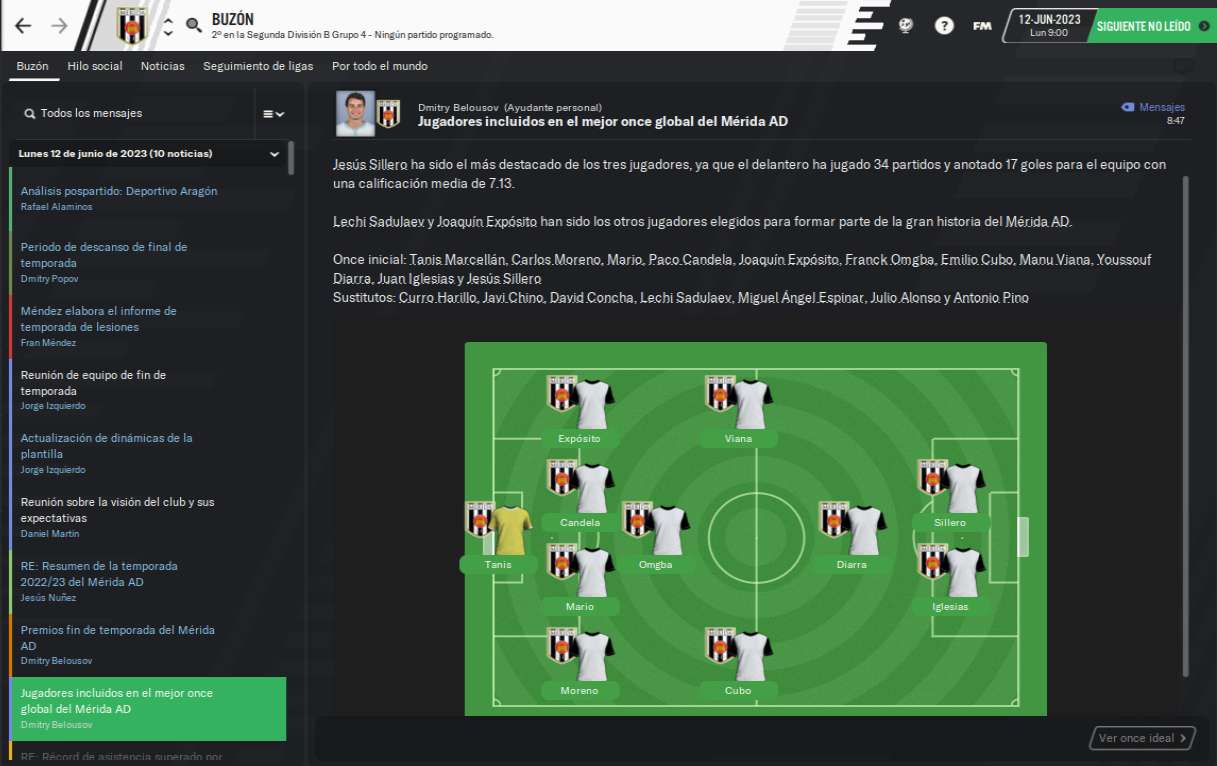 BUZÓN
2º en la Segunda División B Grupo 4 - Ningún partido programado.
?
FM
12-JUN-2023
Lun 9:00
SIGUIENTE NO LEÍDO
Buzón
Hilo social
Noticias
Seguimiento de ligas
Por todo el mundo
Todos los mensajes
Lunes 12 de junio de 2023 (10 noticias)
Análisis pospartido: Deportivo Aragón
Rafael Alaminos
Periodo de descanso de final de
temporada
Dmitry Popov
Méndez elabora el informe de
temporada de lesiones
Fran Méndez
Reunión de equipo de fin de
temporada
Jorge Izquierdo
Actualización de dinámicas de la
plantilla
Jorge Izquierdo
Reunión sobre la visión del club y sus
expectativas
Daniel Martín
RE: Resumen de la temporada
2022/23 del Mérida AD
Jesús Nuñez
Premios fin de temporada del Mérida
AD
Dmitry Belousov
Jugadores incluidos en el mejor once
global del Mérida AD
Dmitry Belousov
RE: Récord de asistencia superado por
Dmitry Belousov (Ayudante personal)
Jugadores incluidos en el mejor once global del Mérida AD
Mensajes
8:47
Jesús Sillero ha sido el más destacado de los tres jugadores, ya que el delantero ha jugado 34 partidos y anotado 17 goles para el equipo con
una calificación media de 7.13.
Lechi Sadulaev y Joaquín Expósito han sido los otros jugadores elegidos para formar parte de la gran historia del Mérida AD.
Once inicial: Tanis Marcellán, Carlos Moreno, Mario, Paco Candela, Joaquín Expósito, Franck Omgba, Emilio Cubo, Manu Viana, Youssouf
Diarra, Juan Iglesias y Jesús Sillero
Sustitutos: Curro Harillo, Javi Chino, David Concha, Lechi Sadulaev, Miguel Ángel Espinar, Julio Alonso y Antonio Pino
Expósito
Viana
Candela
Sillero
Tanis
Omgba
Diarra
Mario
Iglesias
Moreno
Cubo
Ver once ideal